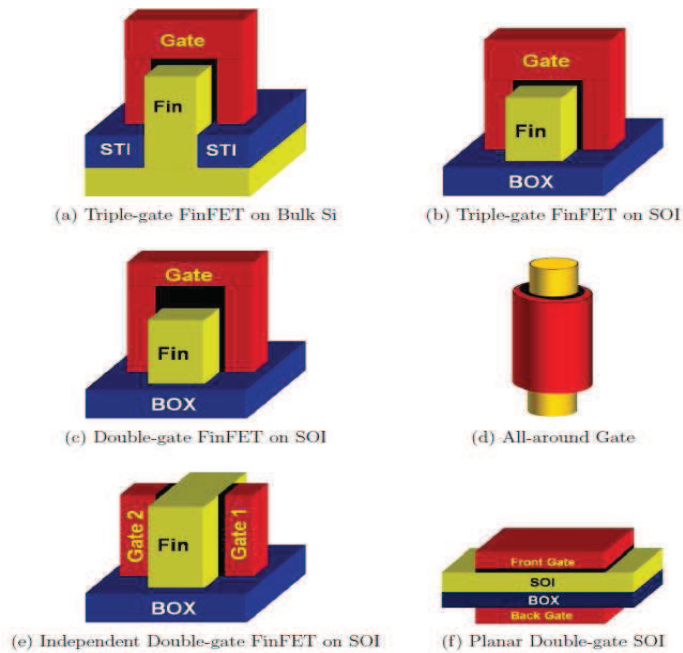 Gate
Fin
STI STI
(a) Triple-gate FinFET on Bulk Si
Gate
Fin
BOX
(b) Triple-gate FinFET on SOI
Gate
Fin
BOX
(c) Double-gate FinFET on SOI
(d) All-around Gate
Gate 2
Fin
Gate 1
BOX
(e) Independent Double-gate FinFET on SOI
Front Gate
SOI
BOX
Back Gate
(f) Planar Double-gate SOI